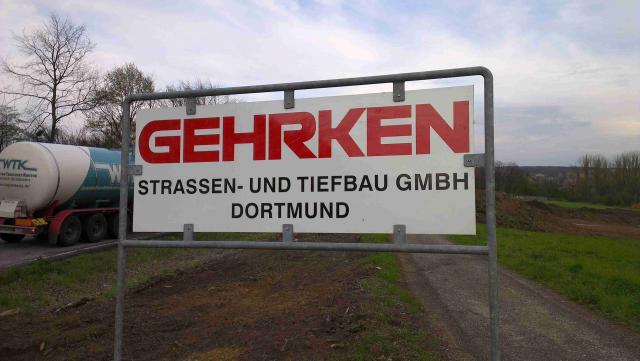 GEHRKEN
STRASSEN- UND TIEFBAU GMBH
DORTMUND
WTK